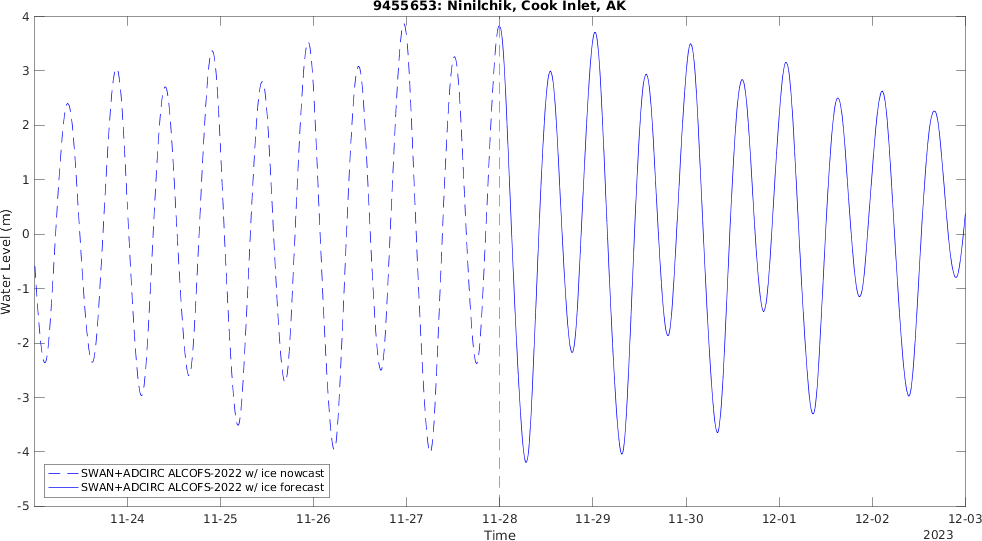 9455653: Ninilchik, Cook Inlet, AK
4
3
2
1
0
-1
-2
-3
-4
-5
Water Level (m)
SWAN+ADCIRC ALCOFS-2022 w/ ice nowcast
SWAN+ADCIRC ALCOFS-2022 w/ ice forecast
11-24 11-25 11-26 11-27 11-28 11-29 11-30 12-01 12-02 12-03
Time
2023